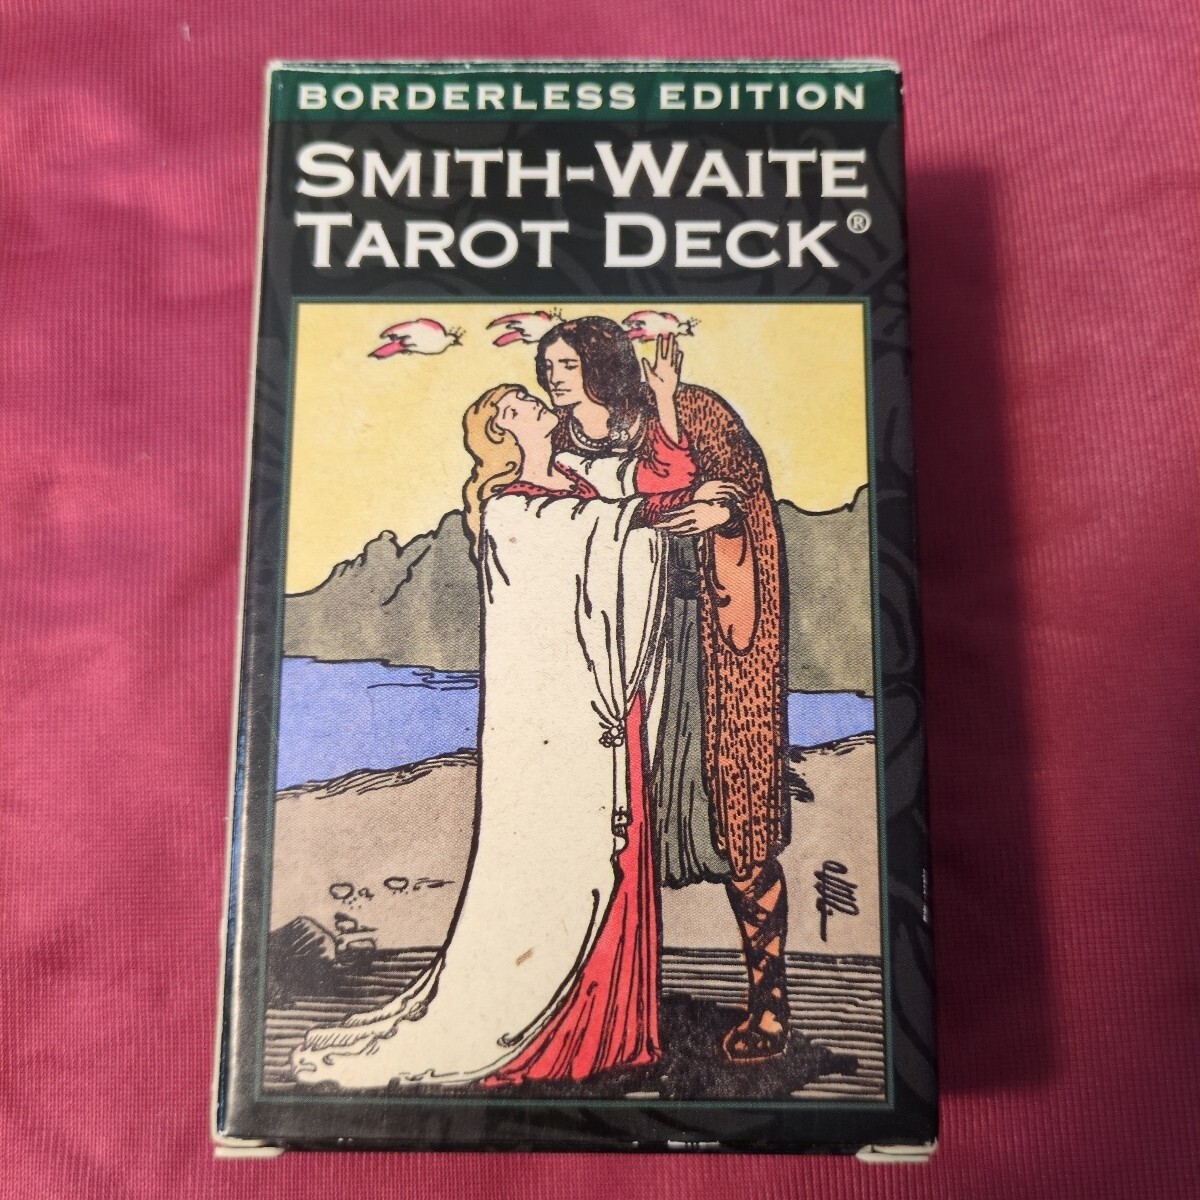 BORDERLESS EDITION
SMITH-WAITE
TAROT DECK®